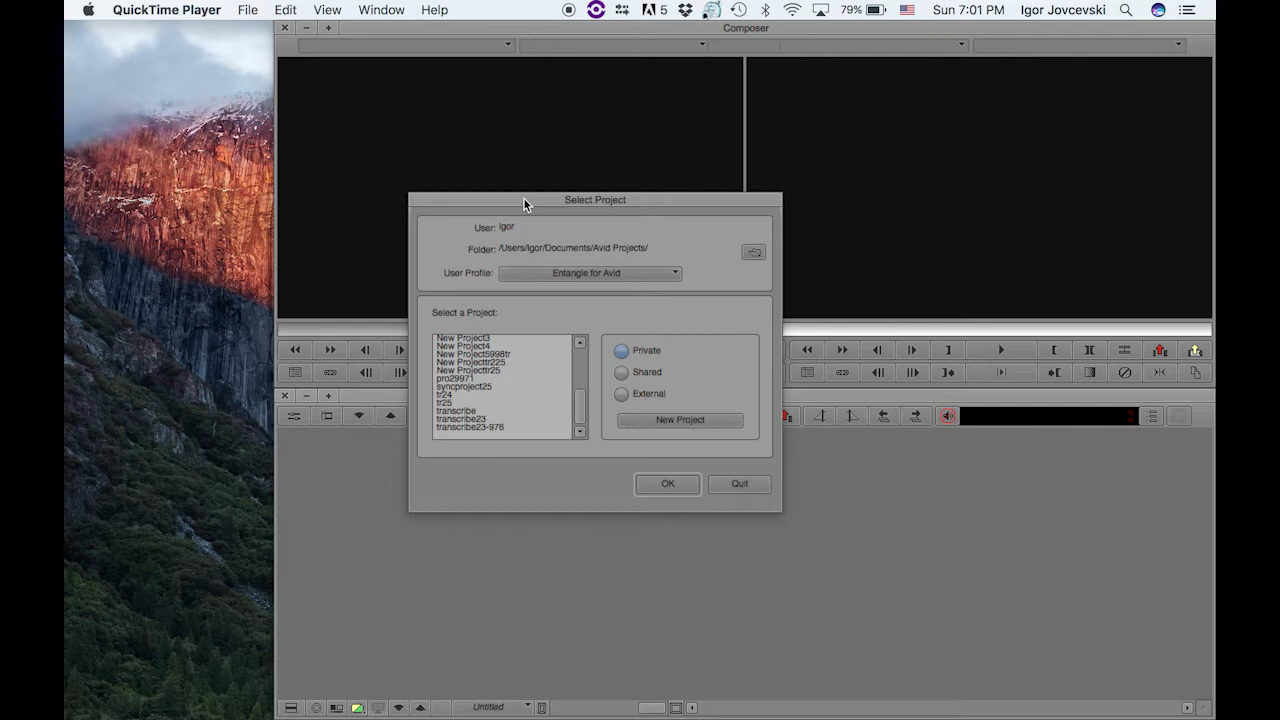 QuickTime Player File Edit View Window Help 5 79% Sun 7:01 PM Igor Jovcevski
Composer
Select Project
User: Igor
Folder: /Users/Igor/Documents/Avid Projects/
User Profile: Entangle for Avid
Select a Project:
New Project3
New Project4
New Project5998tr
New Projecttr225
New Projecttr25
pro29971
syncproject25
tr24
tr25
transcribe
transcribe23
transcribe23-976
Private
Shared
External
New Project
OK Quit
Untitled